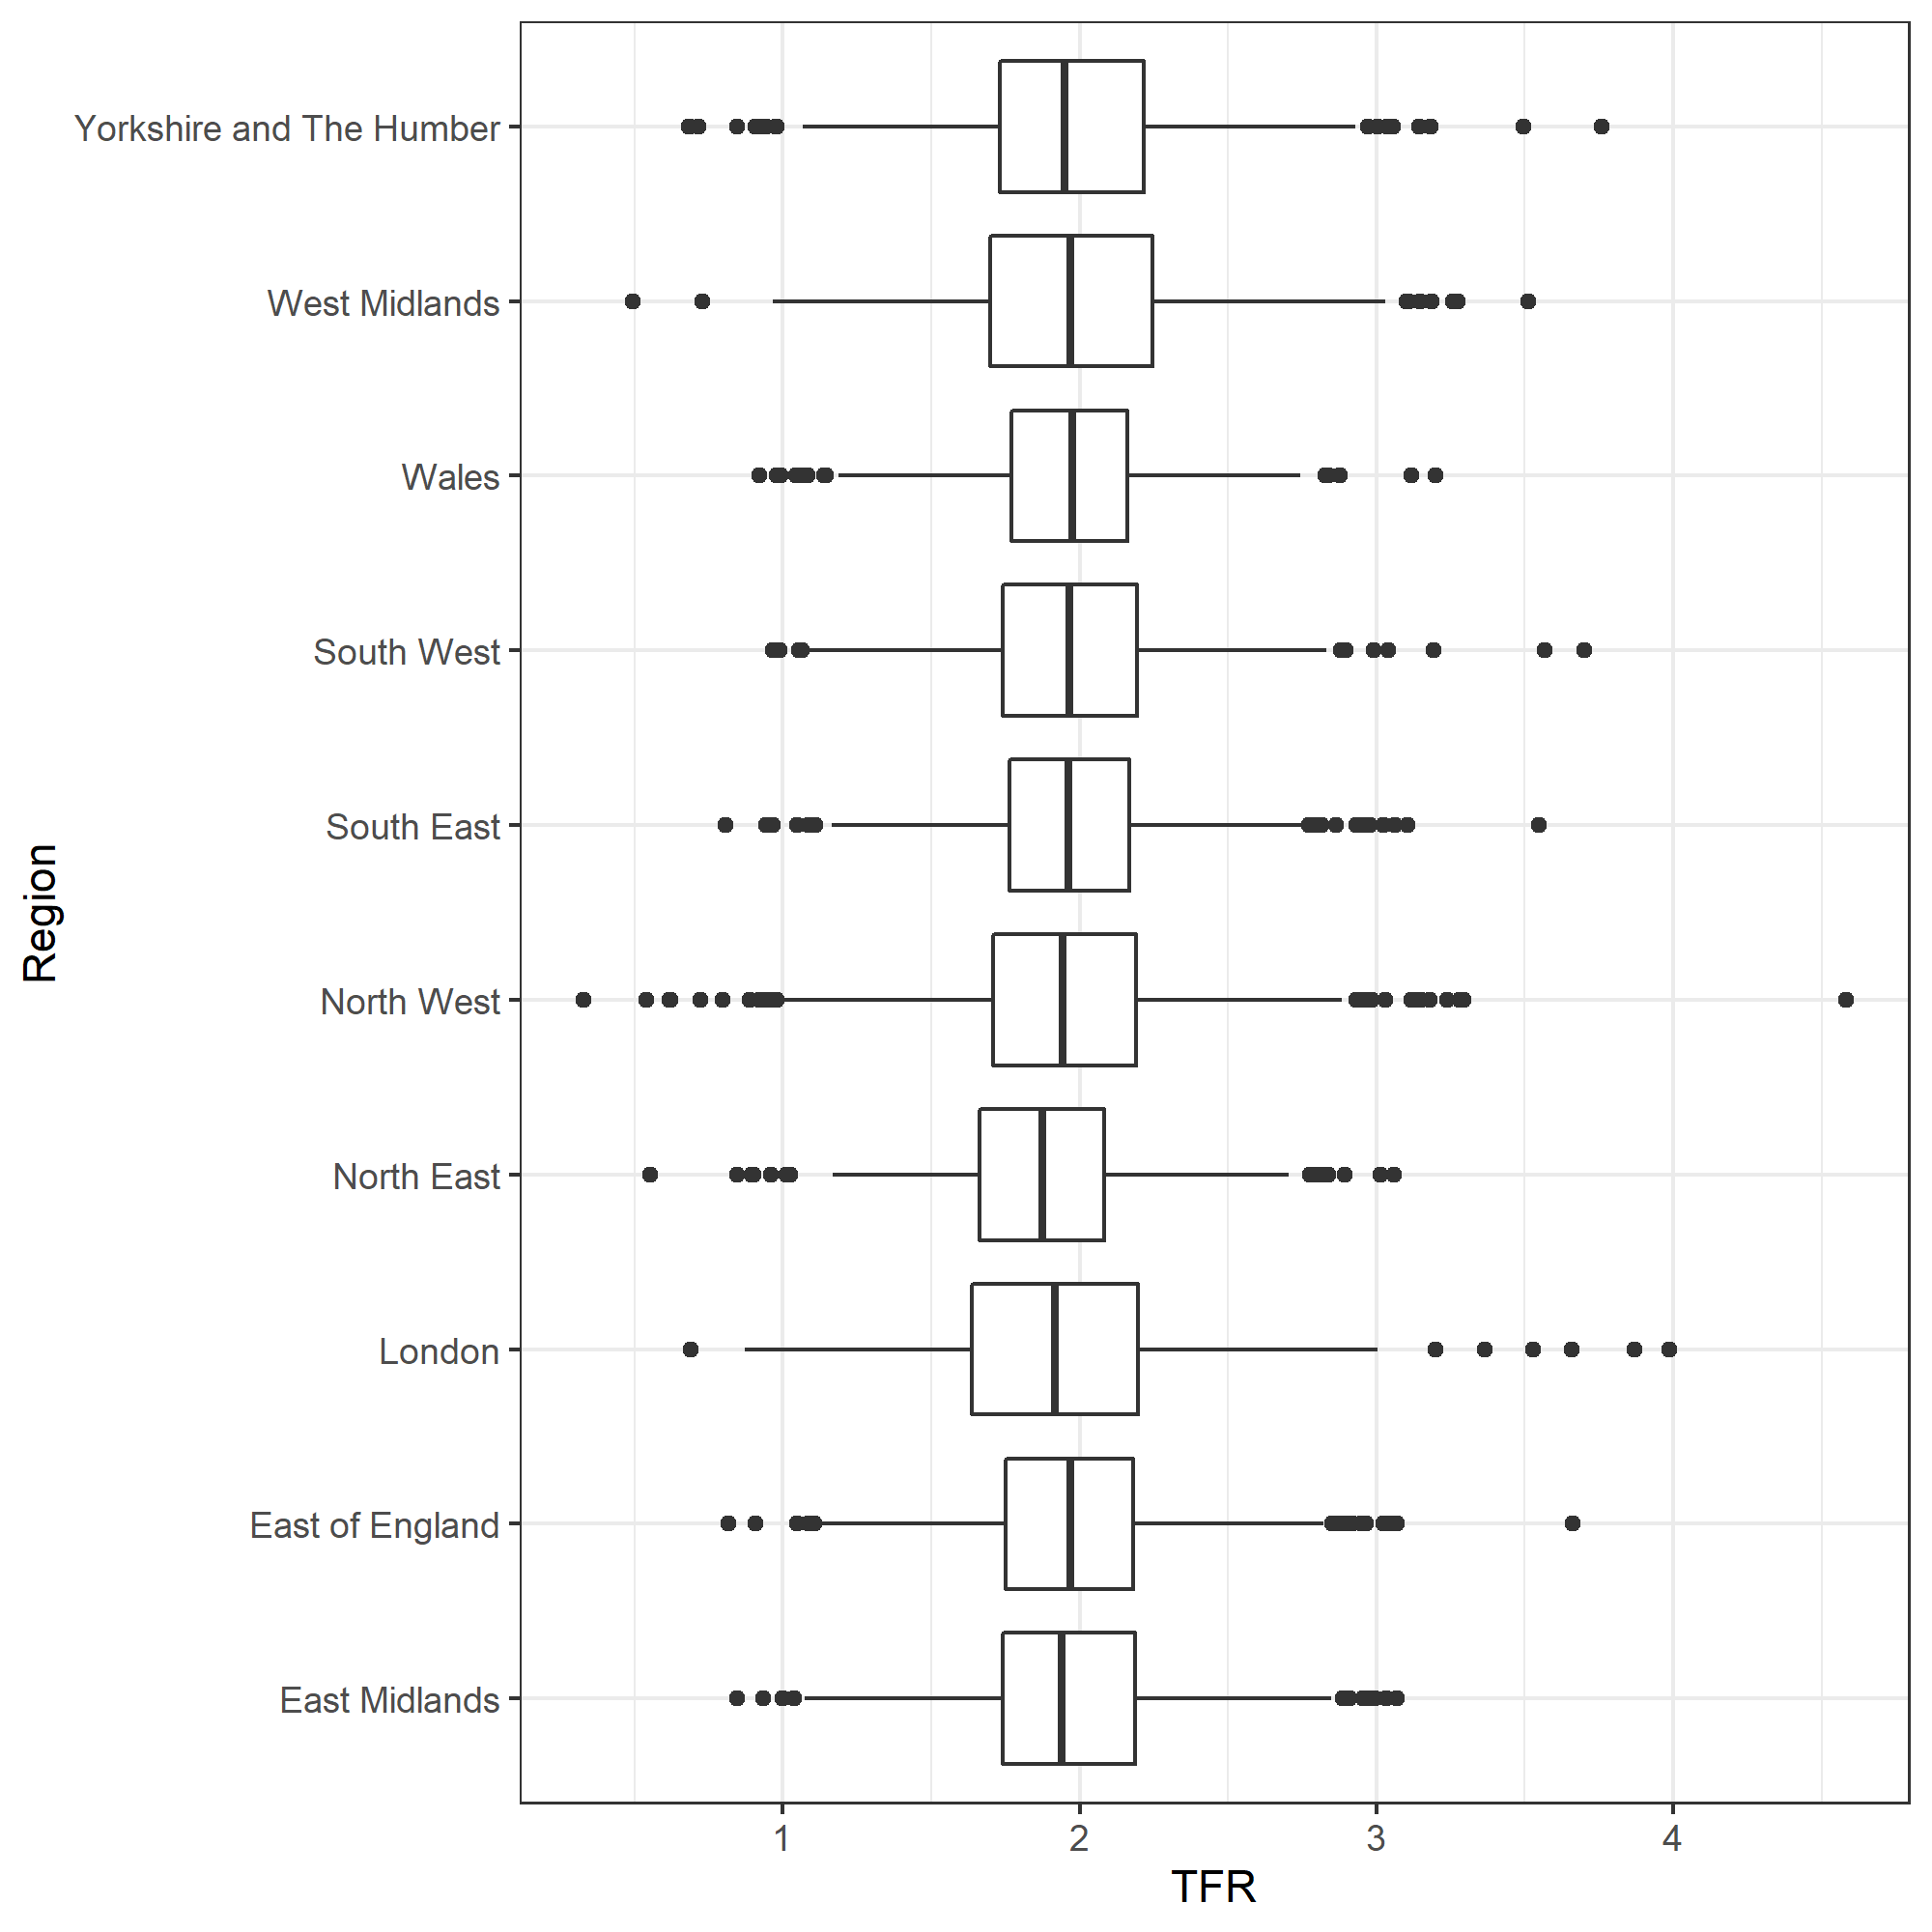 Yorkshire and The Humber
West Midlands
Wales
South West
South East
North West
North East
London
East of England
East Midlands
Region
1 2 3 4
TFR